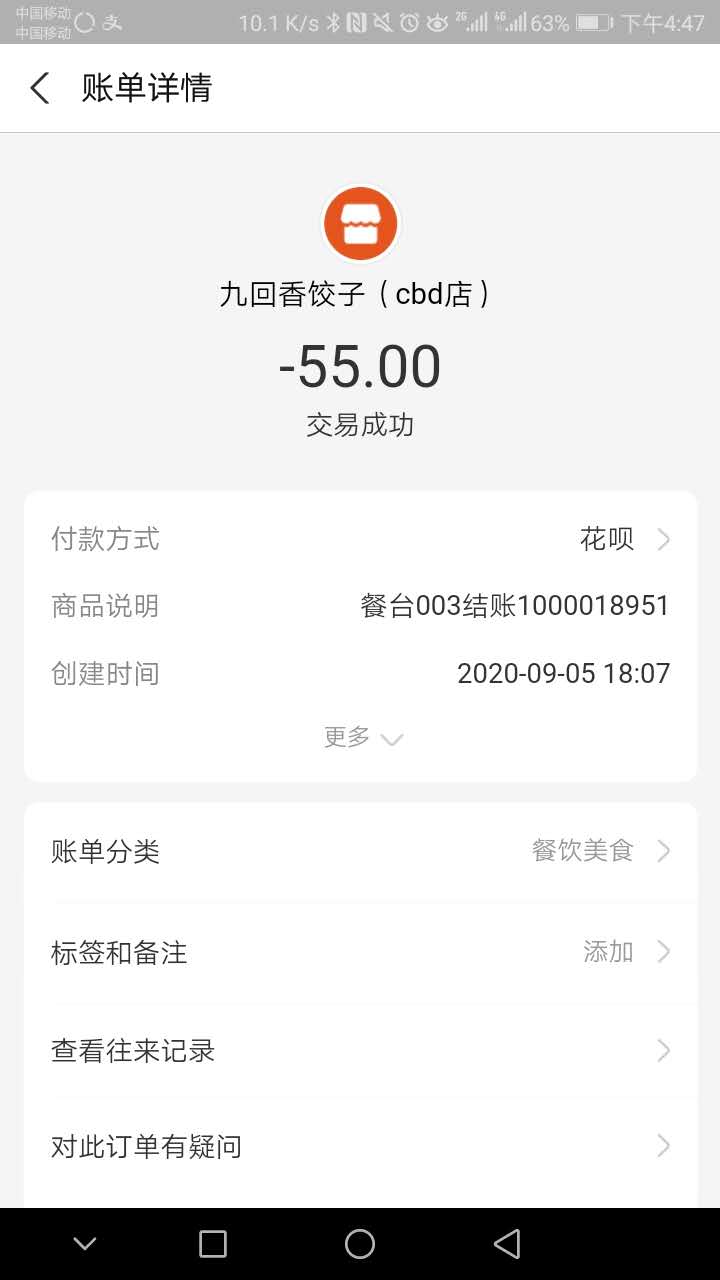 中国移动
中国移动
10.1 K/s 2G 4G 63% 下午4:47
账单详情
九回香饺子（cbd店）
-55.00
交易成功
付款方式 花呗
商品说明 餐台003结账1000018951
创建时间 2020-09-05 18:07
更多
账单分类 餐饮美食
标签和备注 添加
查看往来记录
对此订单有疑问